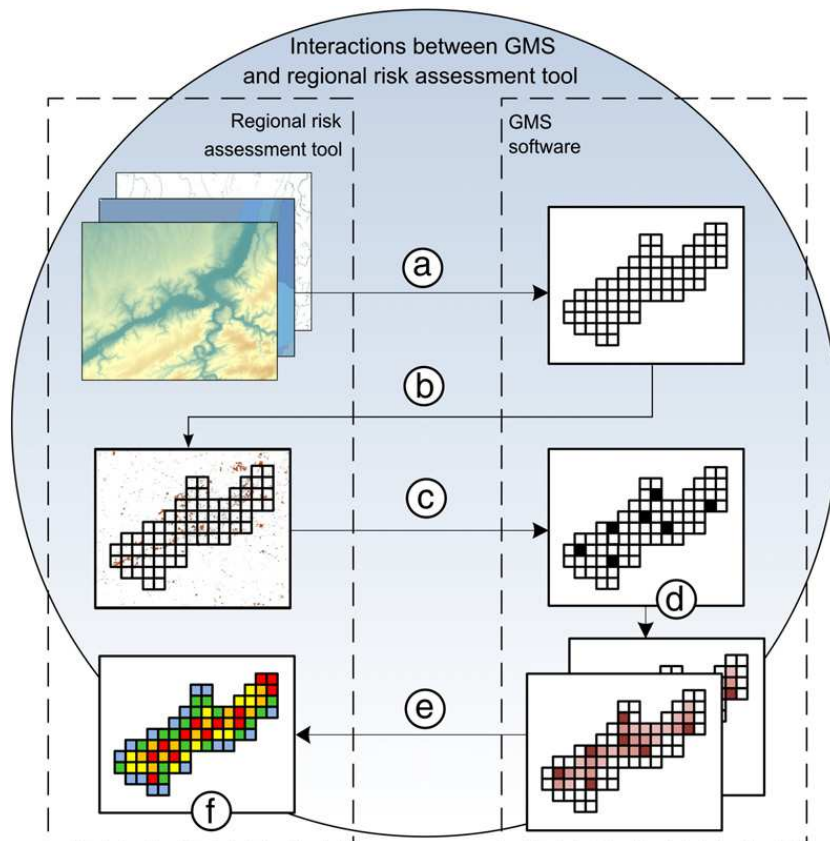 Interactions between GMS
and regional risk assessment tool
Regional risk
assessment tool
GMS
software
a
b
c
d
e
f